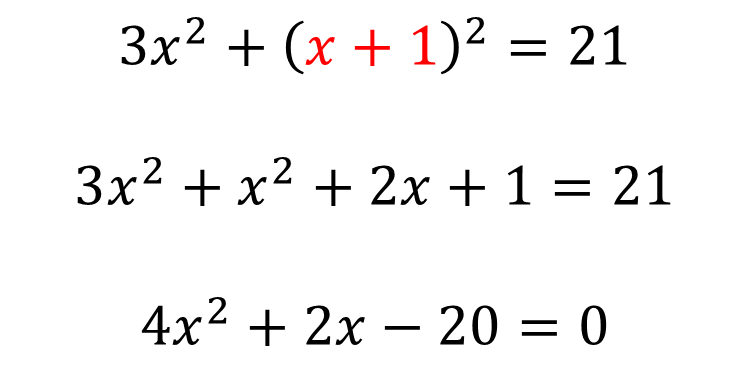 3x² + (x + 1)² = 21
3x² + x² + 2x + 1 = 21
4x² + 2x − 20 = 0